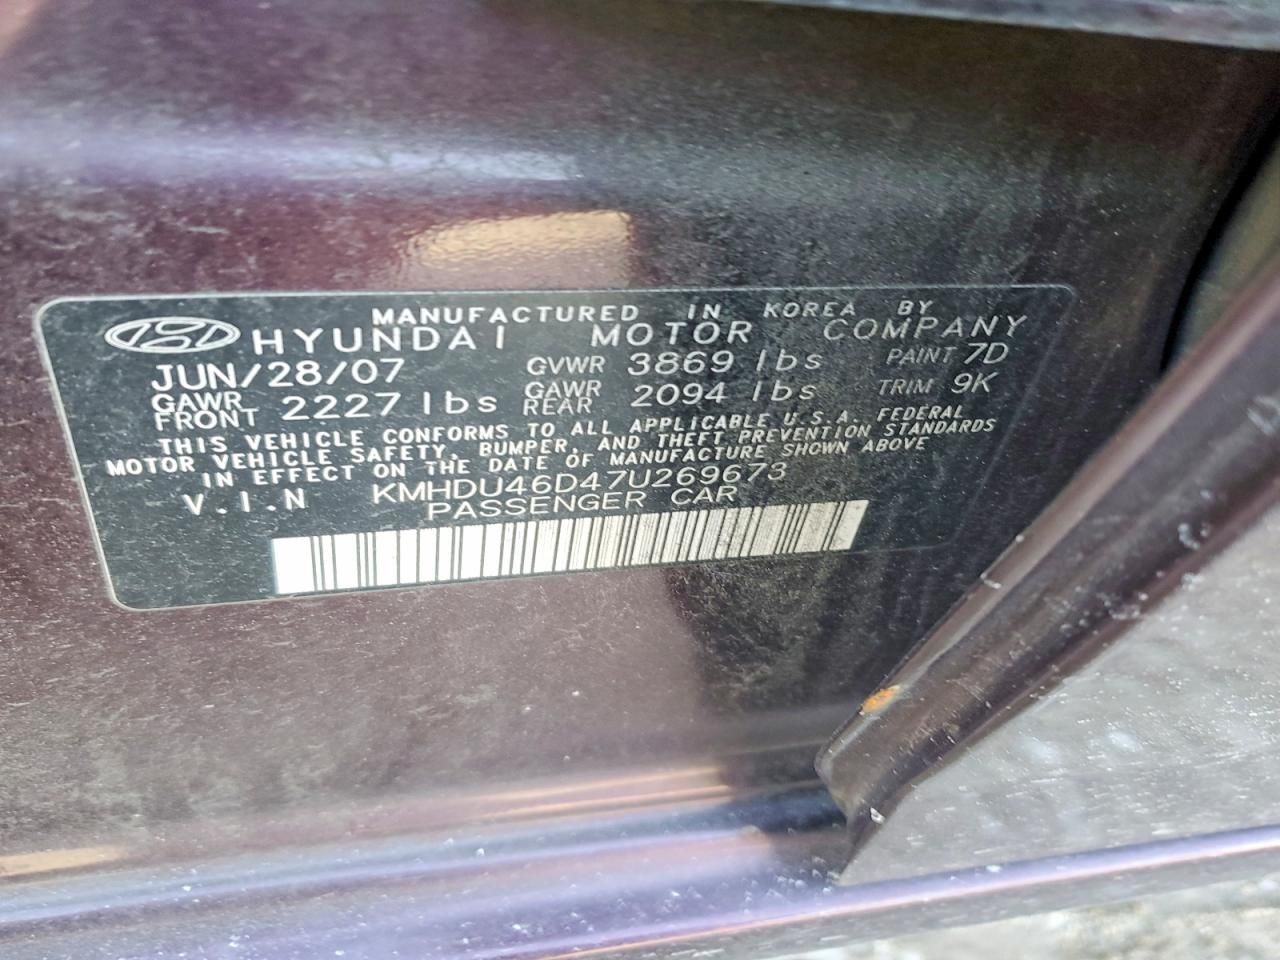 MANUFACTURED IN KOREA BY
HYUNDAI MOTOR COMPANY
JUN/28/07 GVWR 3869 lbs PAINT 7D
GAWR FRONT 2227 lbs GAWR REAR 2094 lbs TRIM 9K
THIS VEHICLE CONFORMS TO ALL APPLICABLE U.S.A. FEDERAL
MOTOR VEHICLE SAFETY, BUMPER, AND THEFT PREVENTION STANDARDS
IN EFFECT ON THE DATE OF MANUFACTURE SHOWN ABOVE
V.I.N KMHDU46D47U269673
PASSENGER CAR